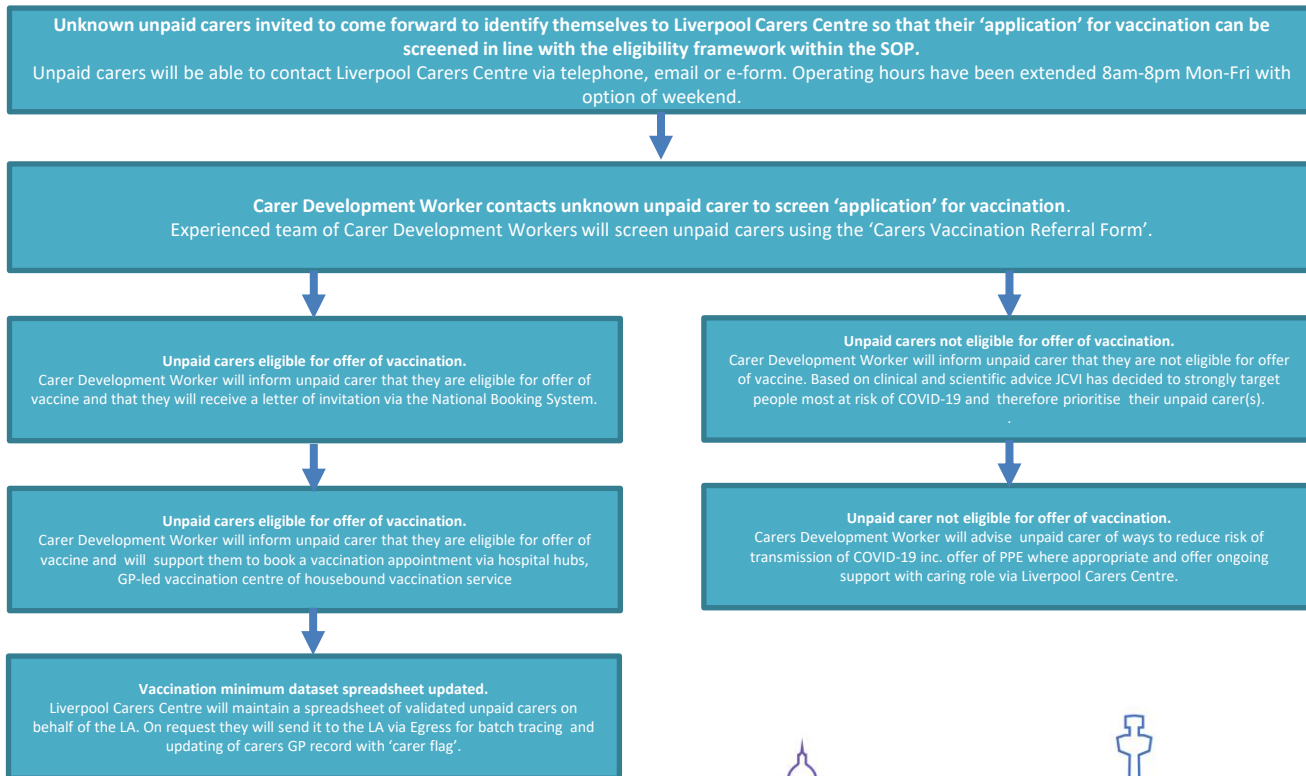 Unknown unpaid carers invited to come forward to identify themselves to Liverpool Carers Centre so that their ‘application’ for vaccination can be
screened in line with the eligibility framework within the SOP.
Unpaid carers will be able to contact Liverpool Carers Centre via telephone, email or e-form. Operating hours have been extended 8am-8pm Mon-Fri with
option of weekend.
Carer Development Worker contacts unknown unpaid carer to screen ‘application’ for vaccination.
Experienced team of Carer Development Workers will screen unpaid carers using the ‘Carers Vaccination Referral Form’.
Unpaid carers eligible for offer of vaccination.
Carer Development Worker will inform unpaid carer that they are eligible for offer of
vaccine and that they will receive a letter of invitation via the National Booking System.
Unpaid carers eligible for offer of vaccination.
Carer Development Worker will inform unpaid carer that they are eligible for offer of
vaccine and will support them to book a vaccination appointment via hospital hubs,
GP-led vaccination centre of housebound vaccination service
Vaccination minimum dataset spreadsheet updated.
Liverpool Carers Centre will maintain a spreadsheet of validated unpaid carers on
behalf of the LA. On request they will send it to the LA via Egress for batch tracing and
updating of carers GP record with ‘carer flag’.
Unpaid carers not eligible for offer of vaccination.
Carer Development Worker will inform unpaid carer that they are not eligible for offer
of vaccine. Based on clinical and scientific advice JCVI has decided to strongly target
people most at risk of COVID-19 and therefore prioritise their unpaid carer(s).
.
Unpaid carer not eligible for offer of vaccination.
Carers Development Worker will advise unpaid carer of ways to reduce risk of
transmission of COVID-19 inc. offer of PPE where appropriate and offer ongoing
support with caring role via Liverpool Carers Centre.